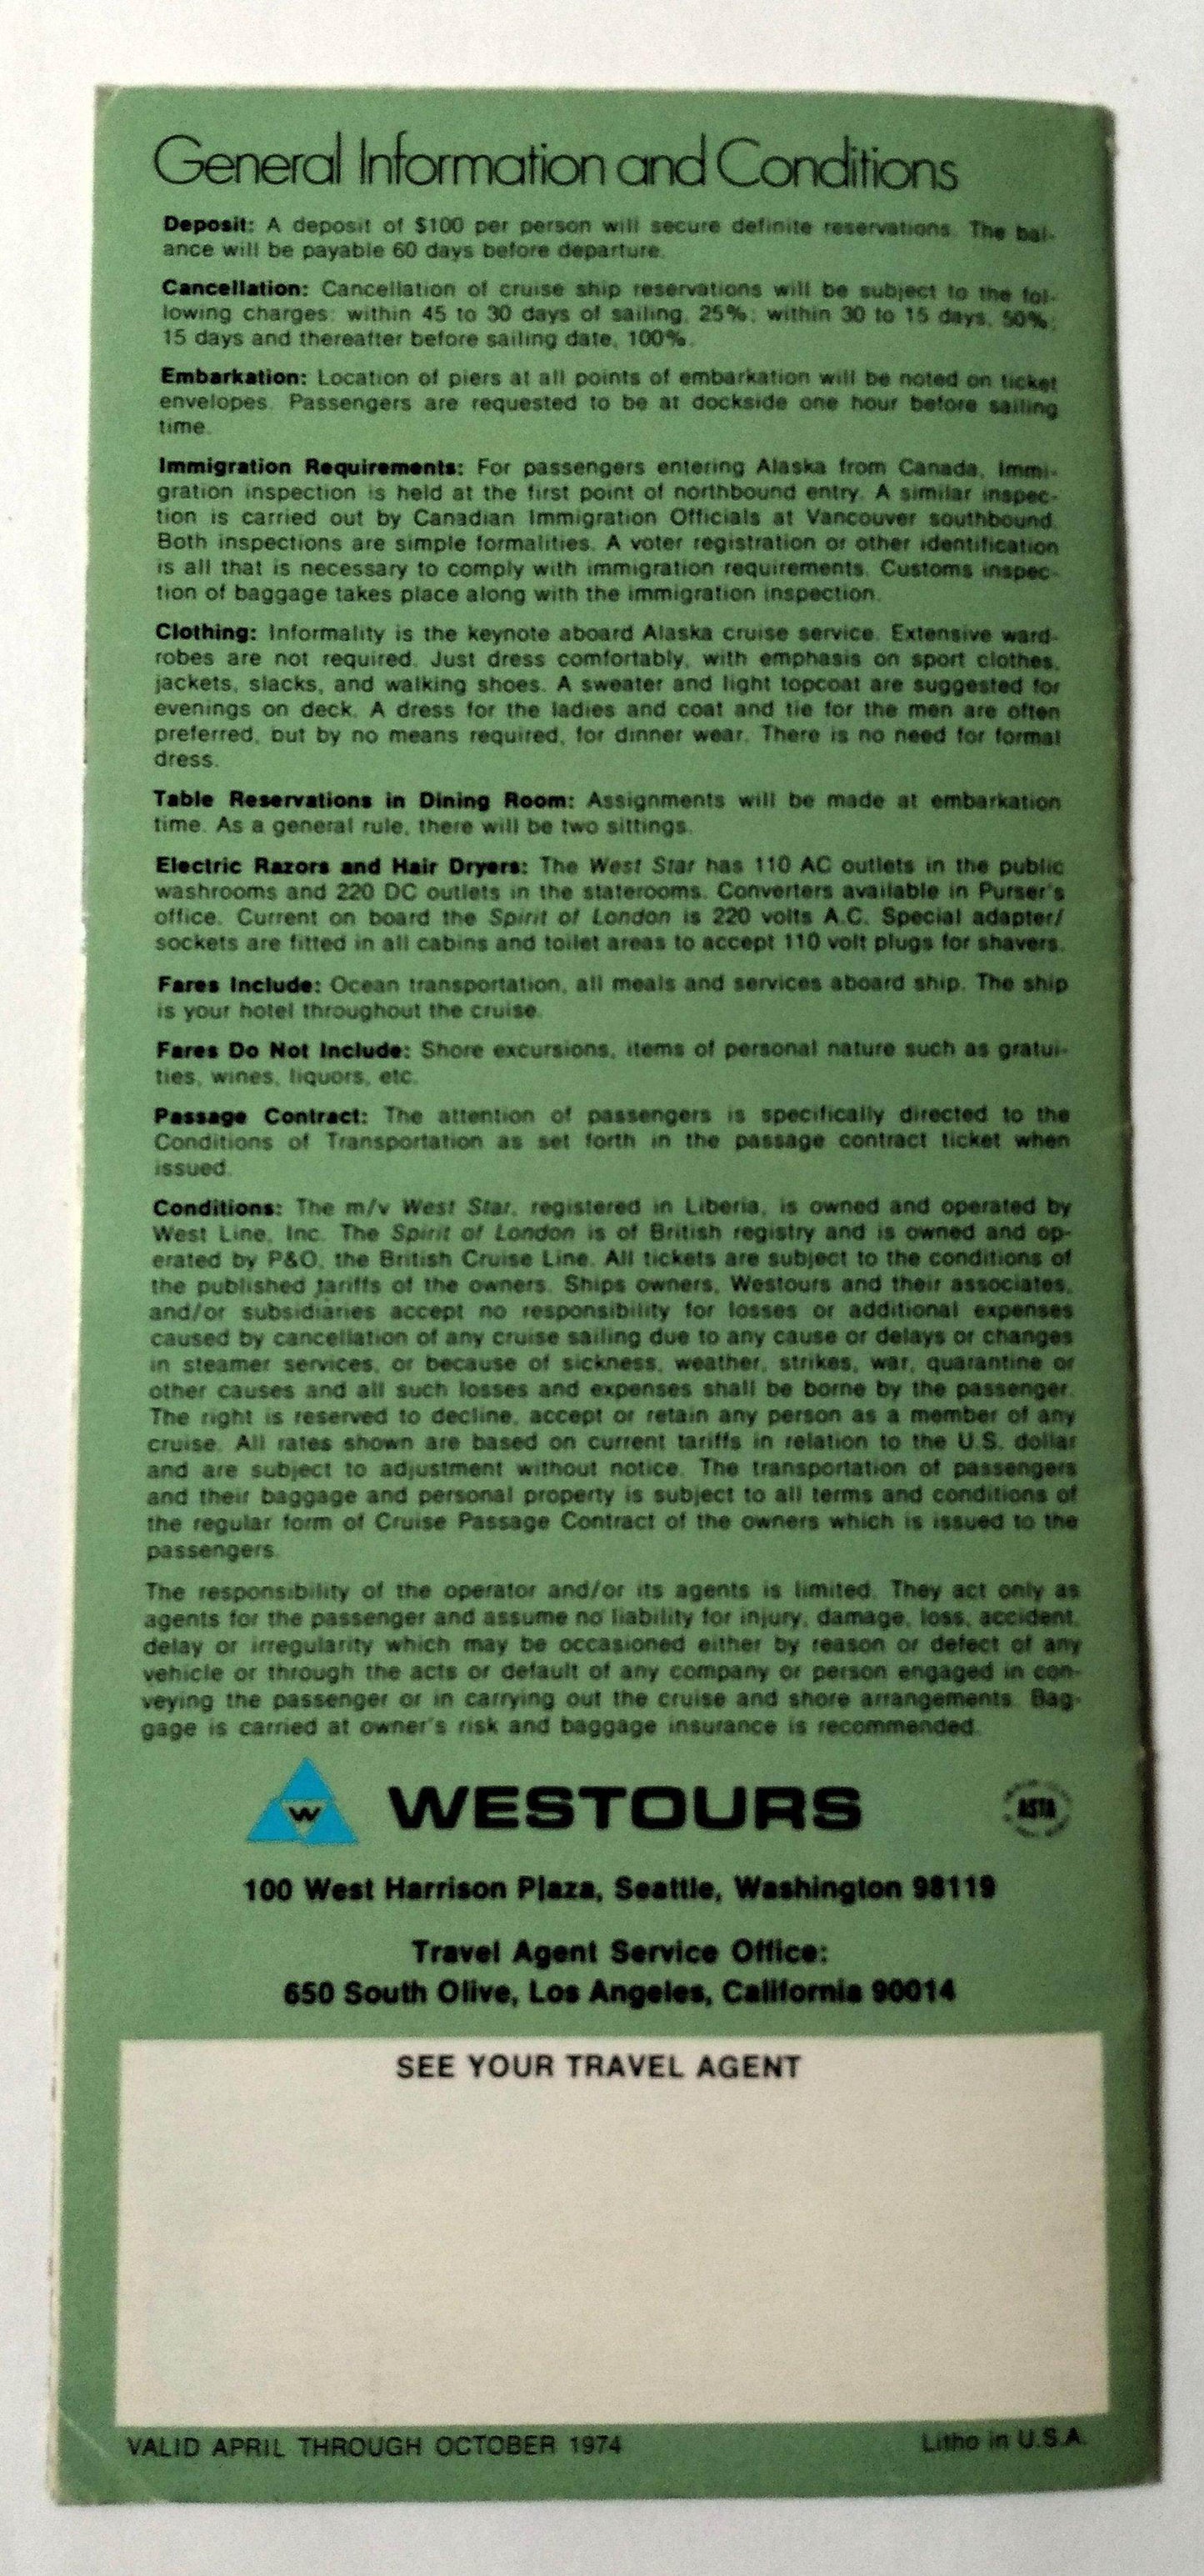 General Information and Conditions
Deposit: A deposit of $100 per person will secure definite reservations. The bal-
ance will be payable 60 days before departure.
Cancellation: Cancellation of cruise ship reservations will be subject to the fol-
lowing charges: within 45 to 30 days of sailing, 25%; within 30 to 15 days, 50%;
15 days and thereafter before sailing date, 100%.
Embarkation: Location of piers at all points of embarkation will be noted on ticket
envelopes. Passengers are requested to be at dockside one hour before sailing
time.
Immigration Requirements: For passengers entering Alaska from Canada, immi-
gration inspection is held at the first point of northbound entry. A similar inspec-
tion is carried out by Canadian Immigration Officials at Vancouver southbound.
Both inspections are simple formalities. A voter registration or other identification
is all that is necessary to comply with immigration requirements. Customs inspec-
tion of baggage takes place along with the immigration inspection.
Clothing: Informality is the keynote aboard Alaska cruise service. Extensive ward-
robes are not required. Just dress comfortably, with emphasis on sport clothes,
jackets, slacks, and walking shoes. A sweater and light topcoat are suggested for
evenings on deck. A dress for the ladies and coat and tie for the men are often
preferred, but by no means required, for dinner wear. There is no need for formal
dress.
Table Reservations in Dining Room: Assignments will be made at embarkation
time. As a general rule, there will be two sittings.
Electric Razors and Hair Dryers: The West Star has 110 AC outlets in the public
washrooms and 220 DC outlets in the staterooms. Converters available in Purser's
office. Current on board the Spirit of London is 220 volts A.C. Special adapter/
sockets are fitted in all cabins and toilet areas to accept 110 volt plugs for shavers.
Fares Include: Ocean transportation, all meals and services aboard ship. The ship
is your hotel throughout the cruise.
Fares Do Not Include: Shore excursions, items of personal nature such as gratui-
ties, wines, liquors, etc.
Passage Contract: The attention of passengers is specifically directed to the
Conditions of Transportation as set forth in the passage contract ticket when
issued.
Conditions: The m/v West Star, registered in Liberia, is owned and operated by
West Line, Inc. The Spirit of London is of British registry and is owned and op-
erated by P&O, the British Cruise Line. All tickets are subject to the conditions of
the published tariffs of the owners. Ships owners, Westours and their associates,
and/or subsidiaries accept no responsibility for losses or additional expenses
caused by cancellation of any cruise sailing due to any cause or delays or changes
in steamer services, or because of sickness, weather, strikes, war, quarantine or
other causes and all such losses and expenses shall be borne by the passenger.
The right is reserved to decline, accept or retain any person as a member of any
cruise. All rates shown are based on current tariffs in relation to the U.S. dollar
and are subject to adjustment without notice. The transportation of passengers
and their baggage and personal property is subject to all terms and conditions of
the regular form of Cruise Passage Contract of the owners which is issued to the
passengers.
The responsibility of the operator and/or its agents is limited. They act only as
agents for the passenger and assume no liability for injury, damage, loss, accident,
delay or irregularity which may be occasioned either by reason or defect of any
vehicle or through the acts or default of any company or person engaged in con-
veying the passenger or in carrying out the cruise and shore arrangements. Bag-
gage is carried at owner's risk and baggage insurance is recommended.
W WESTOURS ASTA
100 West Harrison Plaza, Seattle, Washington 98119
Travel Agent Service Office:
650 South Olive, Los Angeles, California 90014
SEE YOUR TRAVEL AGENT
VALID APRIL THROUGH OCTOBER 1974 Litho in U.S.A.